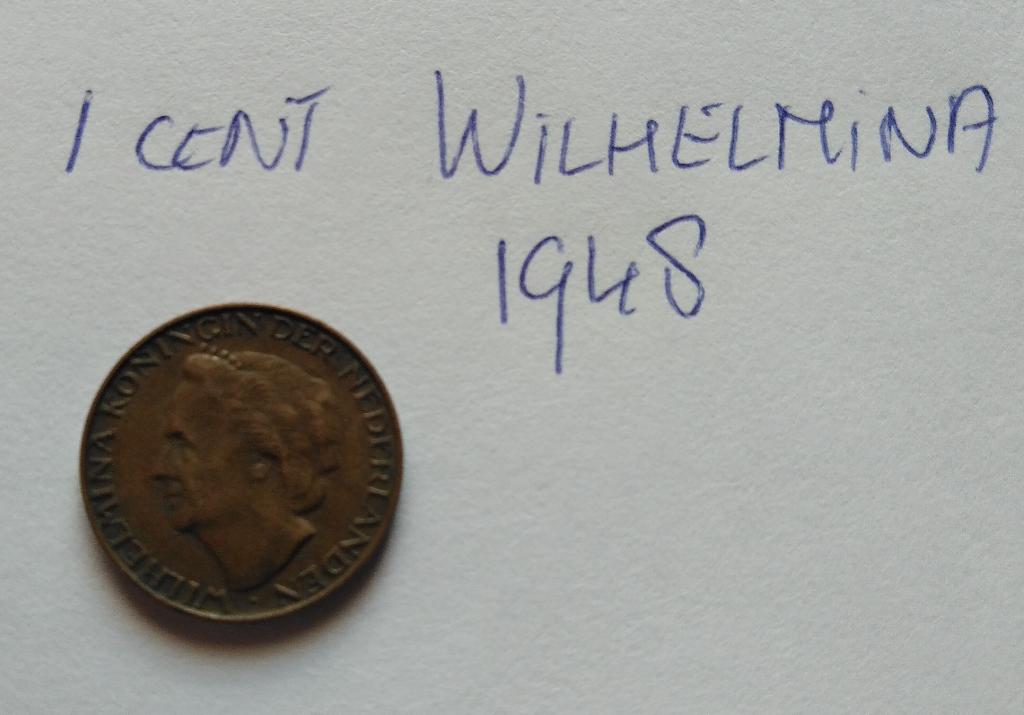 1 CENT WILHELMINA
1948
WILHELMINA KONINGIN DER NEDERLANDEN